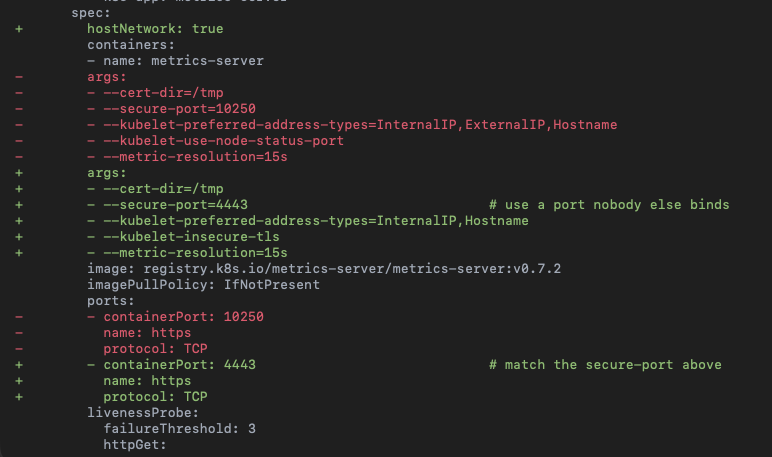 spec:
+ hostNetwork: true
containers:
- name: metrics-server
- args:
- - --cert-dir=/tmp
- - --secure-port=10250
- - --kubelet-preferred-address-types=InternalIP,ExternalIP,Hostname
- - --kubelet-use-node-status-port
- - --metric-resolution=15s
+ args:
+ - --cert-dir=/tmp
+ - --secure-port=4443 # use a port nobody else binds
+ - --kubelet-preferred-address-types=InternalIP,Hostname
+ - --kubelet-insecure-tls
+ - --metric-resolution=15s
image: registry.k8s.io/metrics-server/metrics-server:v0.7.2
imagePullPolicy: IfNotPresent
ports:
- - containerPort: 10250
- name: https
- protocol: TCP
+ - containerPort: 4443 # match the secure-port above
+ name: https
+ protocol: TCP
livenessProbe:
failureThreshold: 3
httpGet: